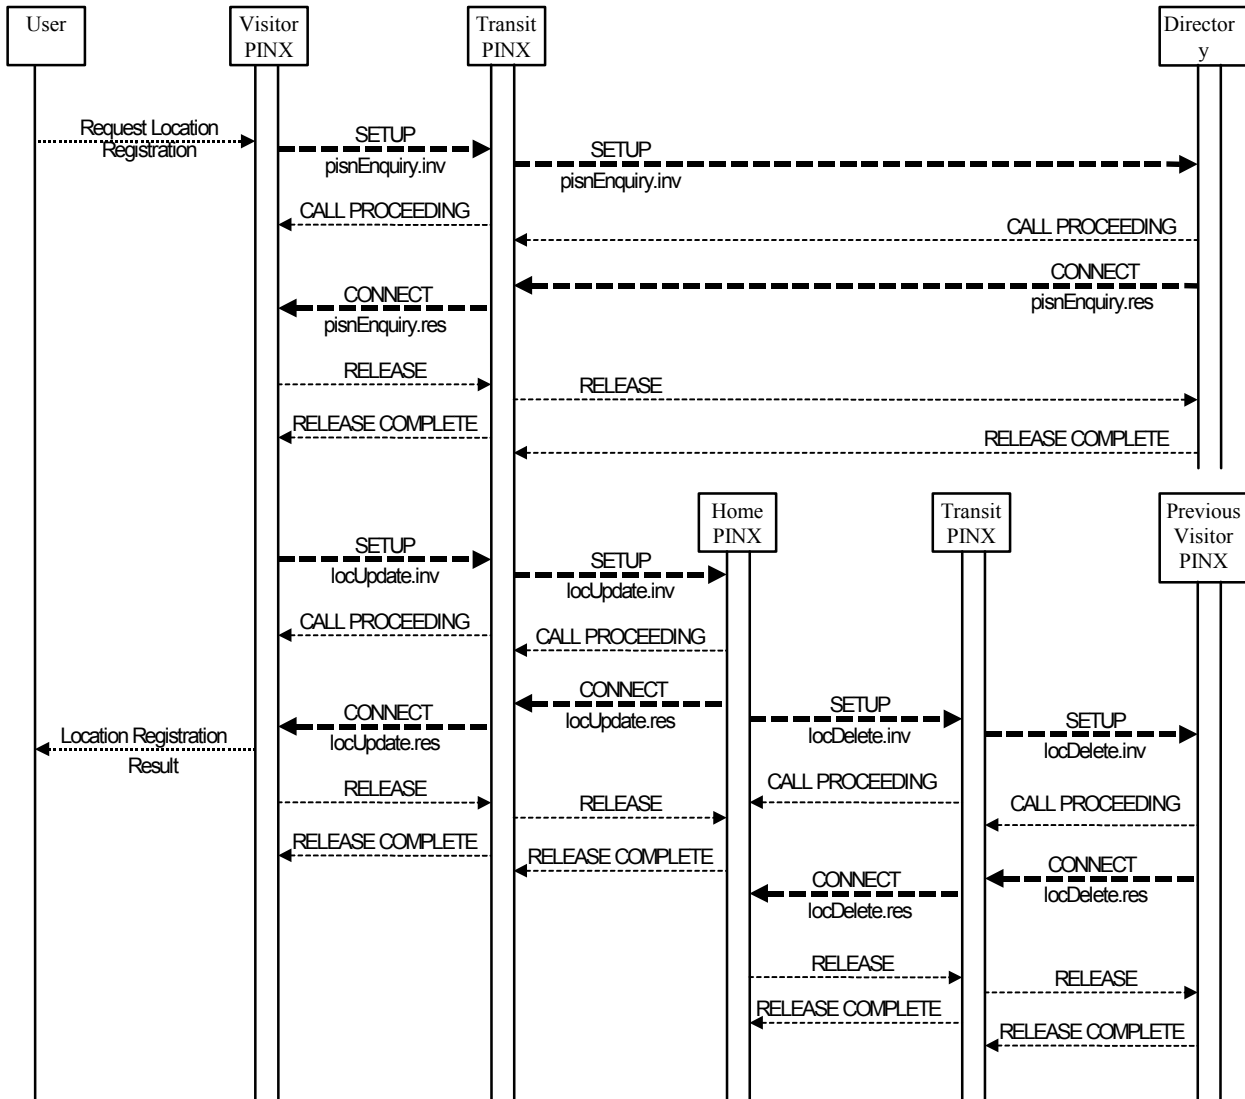 User
Visitor
PINX
Transit
PINX
Director
y
Request Location
Registration
SETUP
pisnEnquiry.inv
SETUP
pisnEnquiry.inv
CALL PROCEEDING
CALL PROCEEDING
CONNECT
pisnEnquiry.res
CONNECT
pisnEnquiry.res
RELEASE
RELEASE
RELEASE COMPLETE
RELEASE COMPLETE
Home
PINX
Transit
PINX
Previous
Visitor
PINX
SETUP
locUpdate.inv
SETUP
locUpdate.inv
CALL PROCEEDING
CALL PROCEEDING
CONNECT
locUpdate.res
CONNECT
locUpdate.res
SETUP
locDelete.inv
SETUP
locDelete.inv
Location Registration
Result
CALL PROCEEDING
CALL PROCEEDING
RELEASE
RELEASE
RELEASE COMPLETE
RELEASE COMPLETE
CONNECT
locDelete.res
CONNECT
locDelete.res
RELEASE
RELEASE
RELEASE COMPLETE
RELEASE COMPLETE